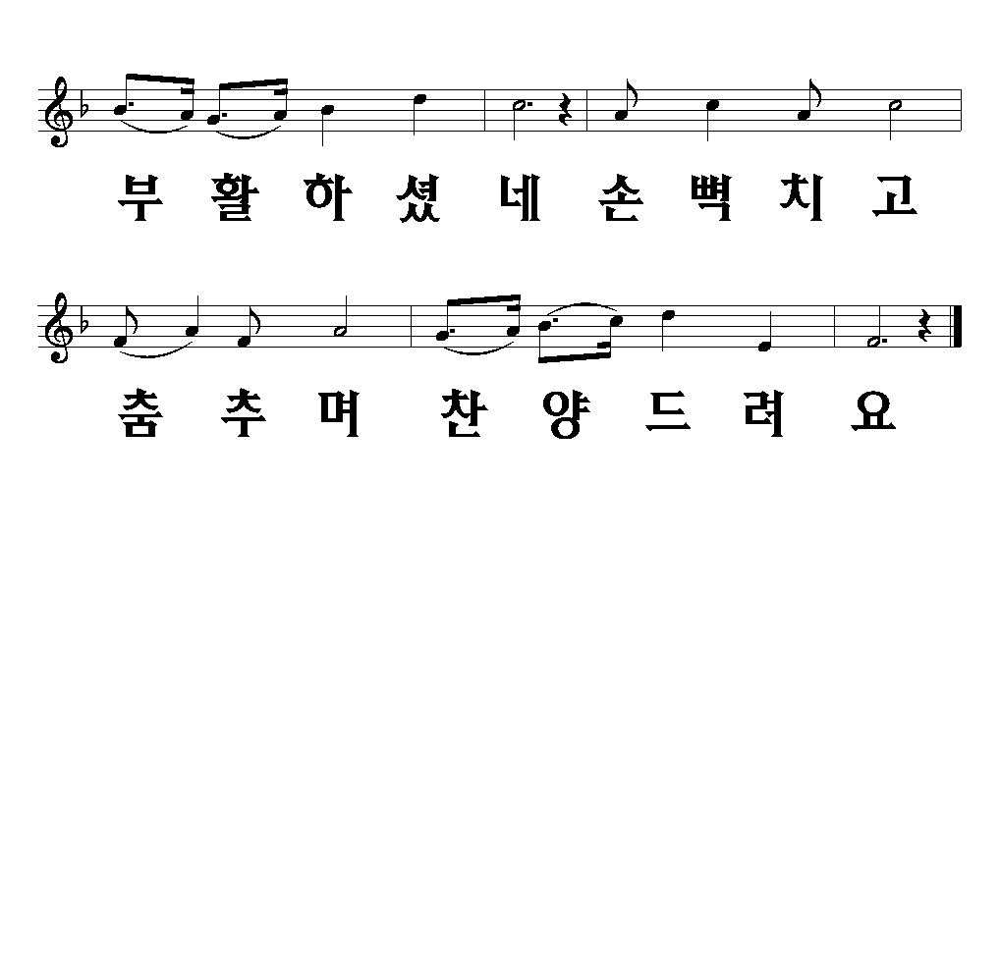 부 활 하 셨 네 손 뼉 치 고
춤 추 며 찬 양 드 려 요